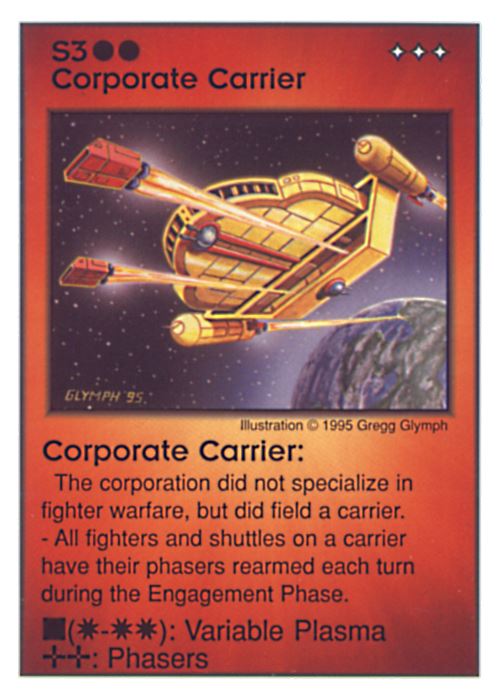 S3●●
✦✦✦
Corporate Carrier
GLYMPH '95.
Illustration © 1995 Gregg Glymph
Corporate Carrier:
The corporation did not specialize in
fighter warfare, but did field a carrier.
- All fighters and shuttles on a carrier
have their phasers rearmed each turn
during the Engagement Phase.
■(✷-✷✷): Variable Plasma
✢✢: Phasers